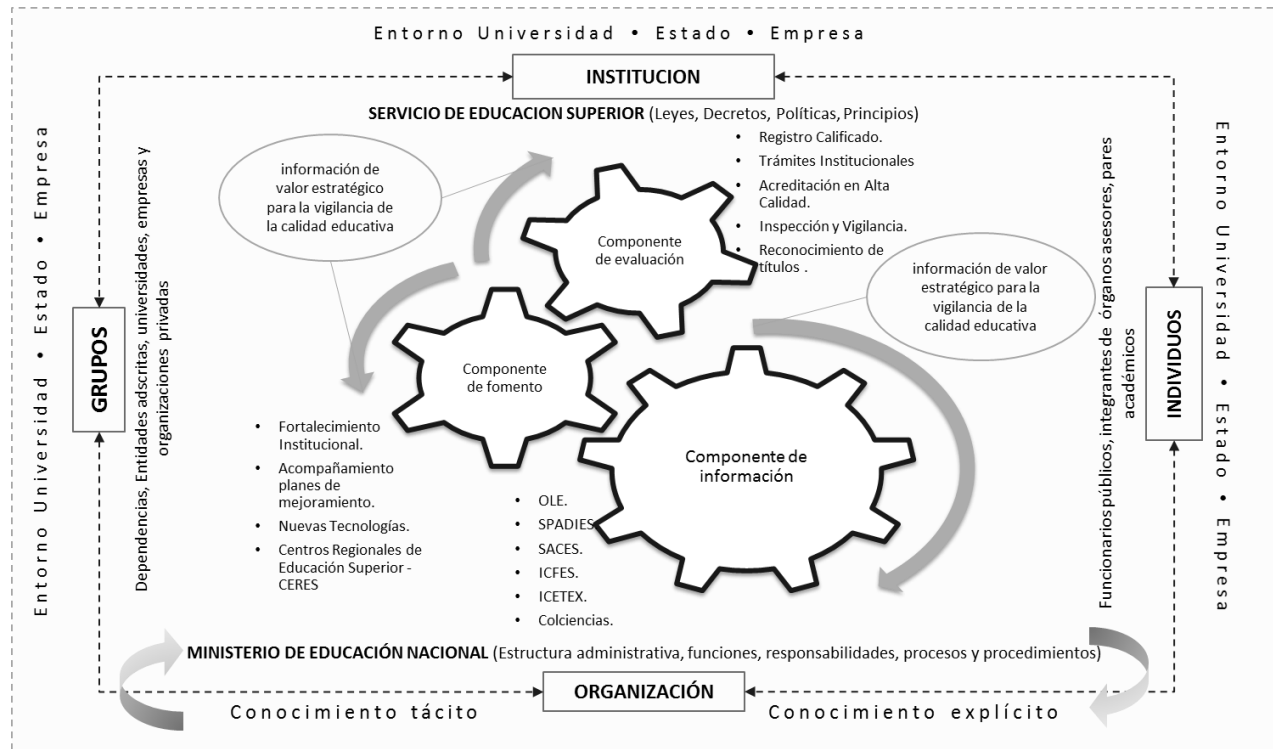 Entorno Universidad • Estado • Empresa
INSTITUCION
SERVICIO DE EDUCACION SUPERIOR (Leyes, Decretos, Políticas, Principios)
Entorno Universidad • Estado • Empresa
GRUPOS
Dependencias, Entidades adscritas, universidades, empresas y
organizaciones privadas
información de
valor estratégico
para la vigilancia de
la calidad educativa
• Registro Calificado.
• Trámites Institucionales
• Acreditación en Alta
Calidad.
• Inspección y Vigilancia.
• Reconocimiento de
títulos .
Componente
de evaluación
información de valor
estratégico para la
vigilancia de la
calidad educativa
Componente
de fomento
Componente de
información
• Fortalecimiento
Institucional.
• Acompañamiento
planes de
mejoramiento.
• Nuevas Tecnologías.
• Centros Regionales de
Educación Superior -
CERES
• OLE.
• SPADIES
• SACES.
• ICFES.
• ICETEX.
• Colciencias.
Funcionarios públicos, integrantes de órganos asesores, pares
académicos
INDIVIDUOS
Entorno Universidad • Estado • Empresa
MINISTERIO DE EDUCACIÓN NACIONAL (Estructura administrativa, funciones, responsabilidades, procesos y procedimientos)
ORGANIZACIÓN
Conocimiento tácito
Conocimiento explícito